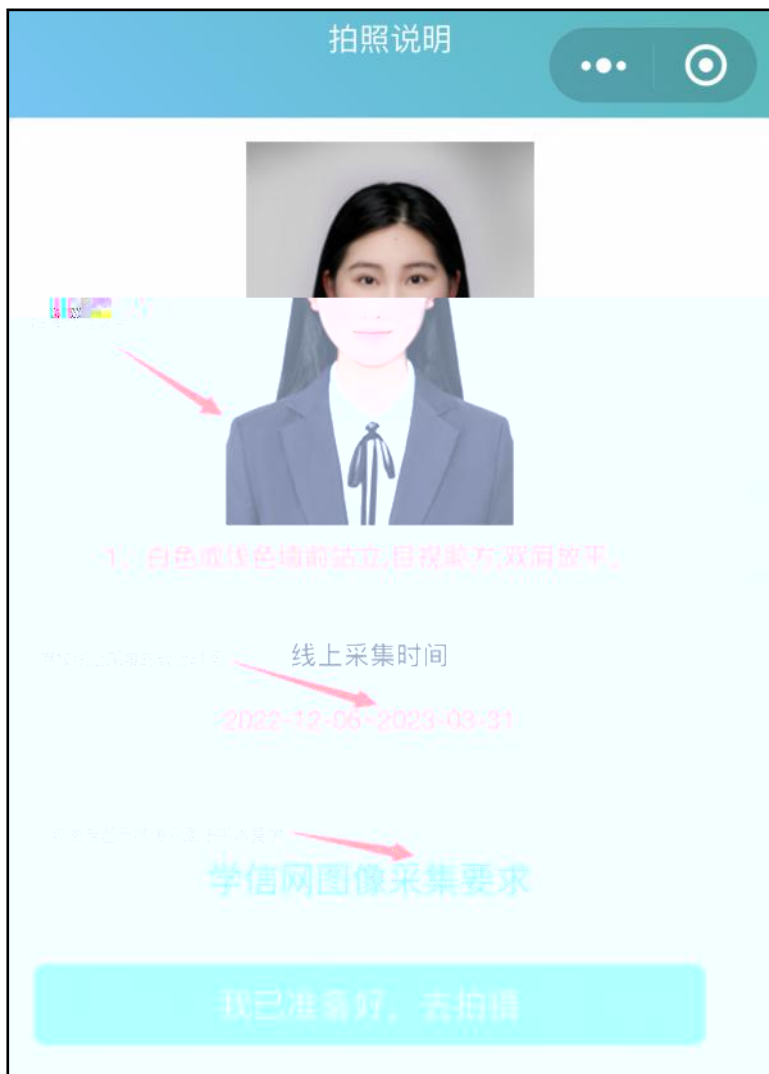 拍照说明
1、白色或浅色墙前站立,目视前方,双肩放平。
线上采集时间
2022-12-06~2023-03-31
学信网图像采集要求
我已准备好，去拍摄